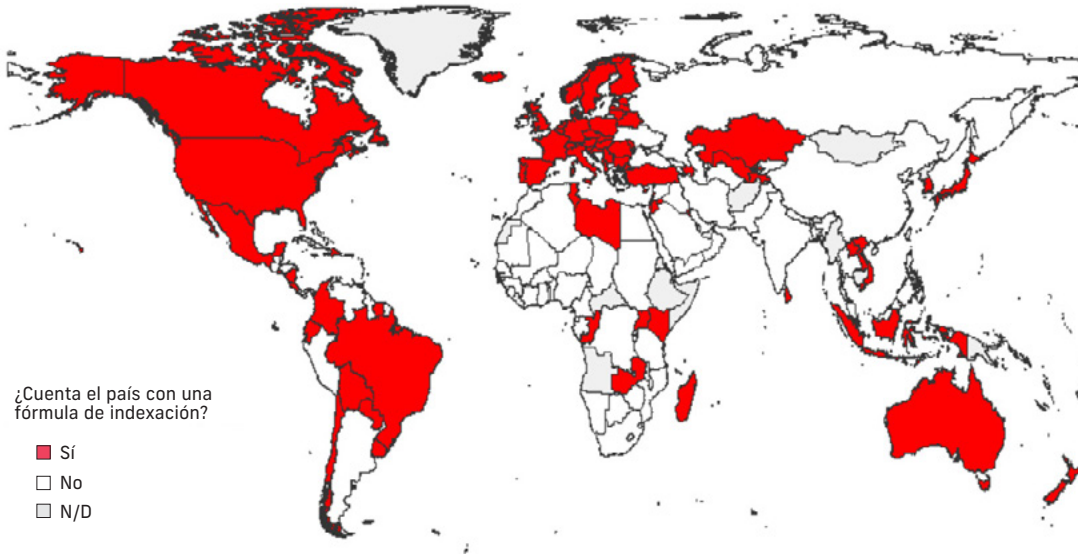 ¿Cuenta el país con una
fórmula de indexación?
Sí
No
N/D